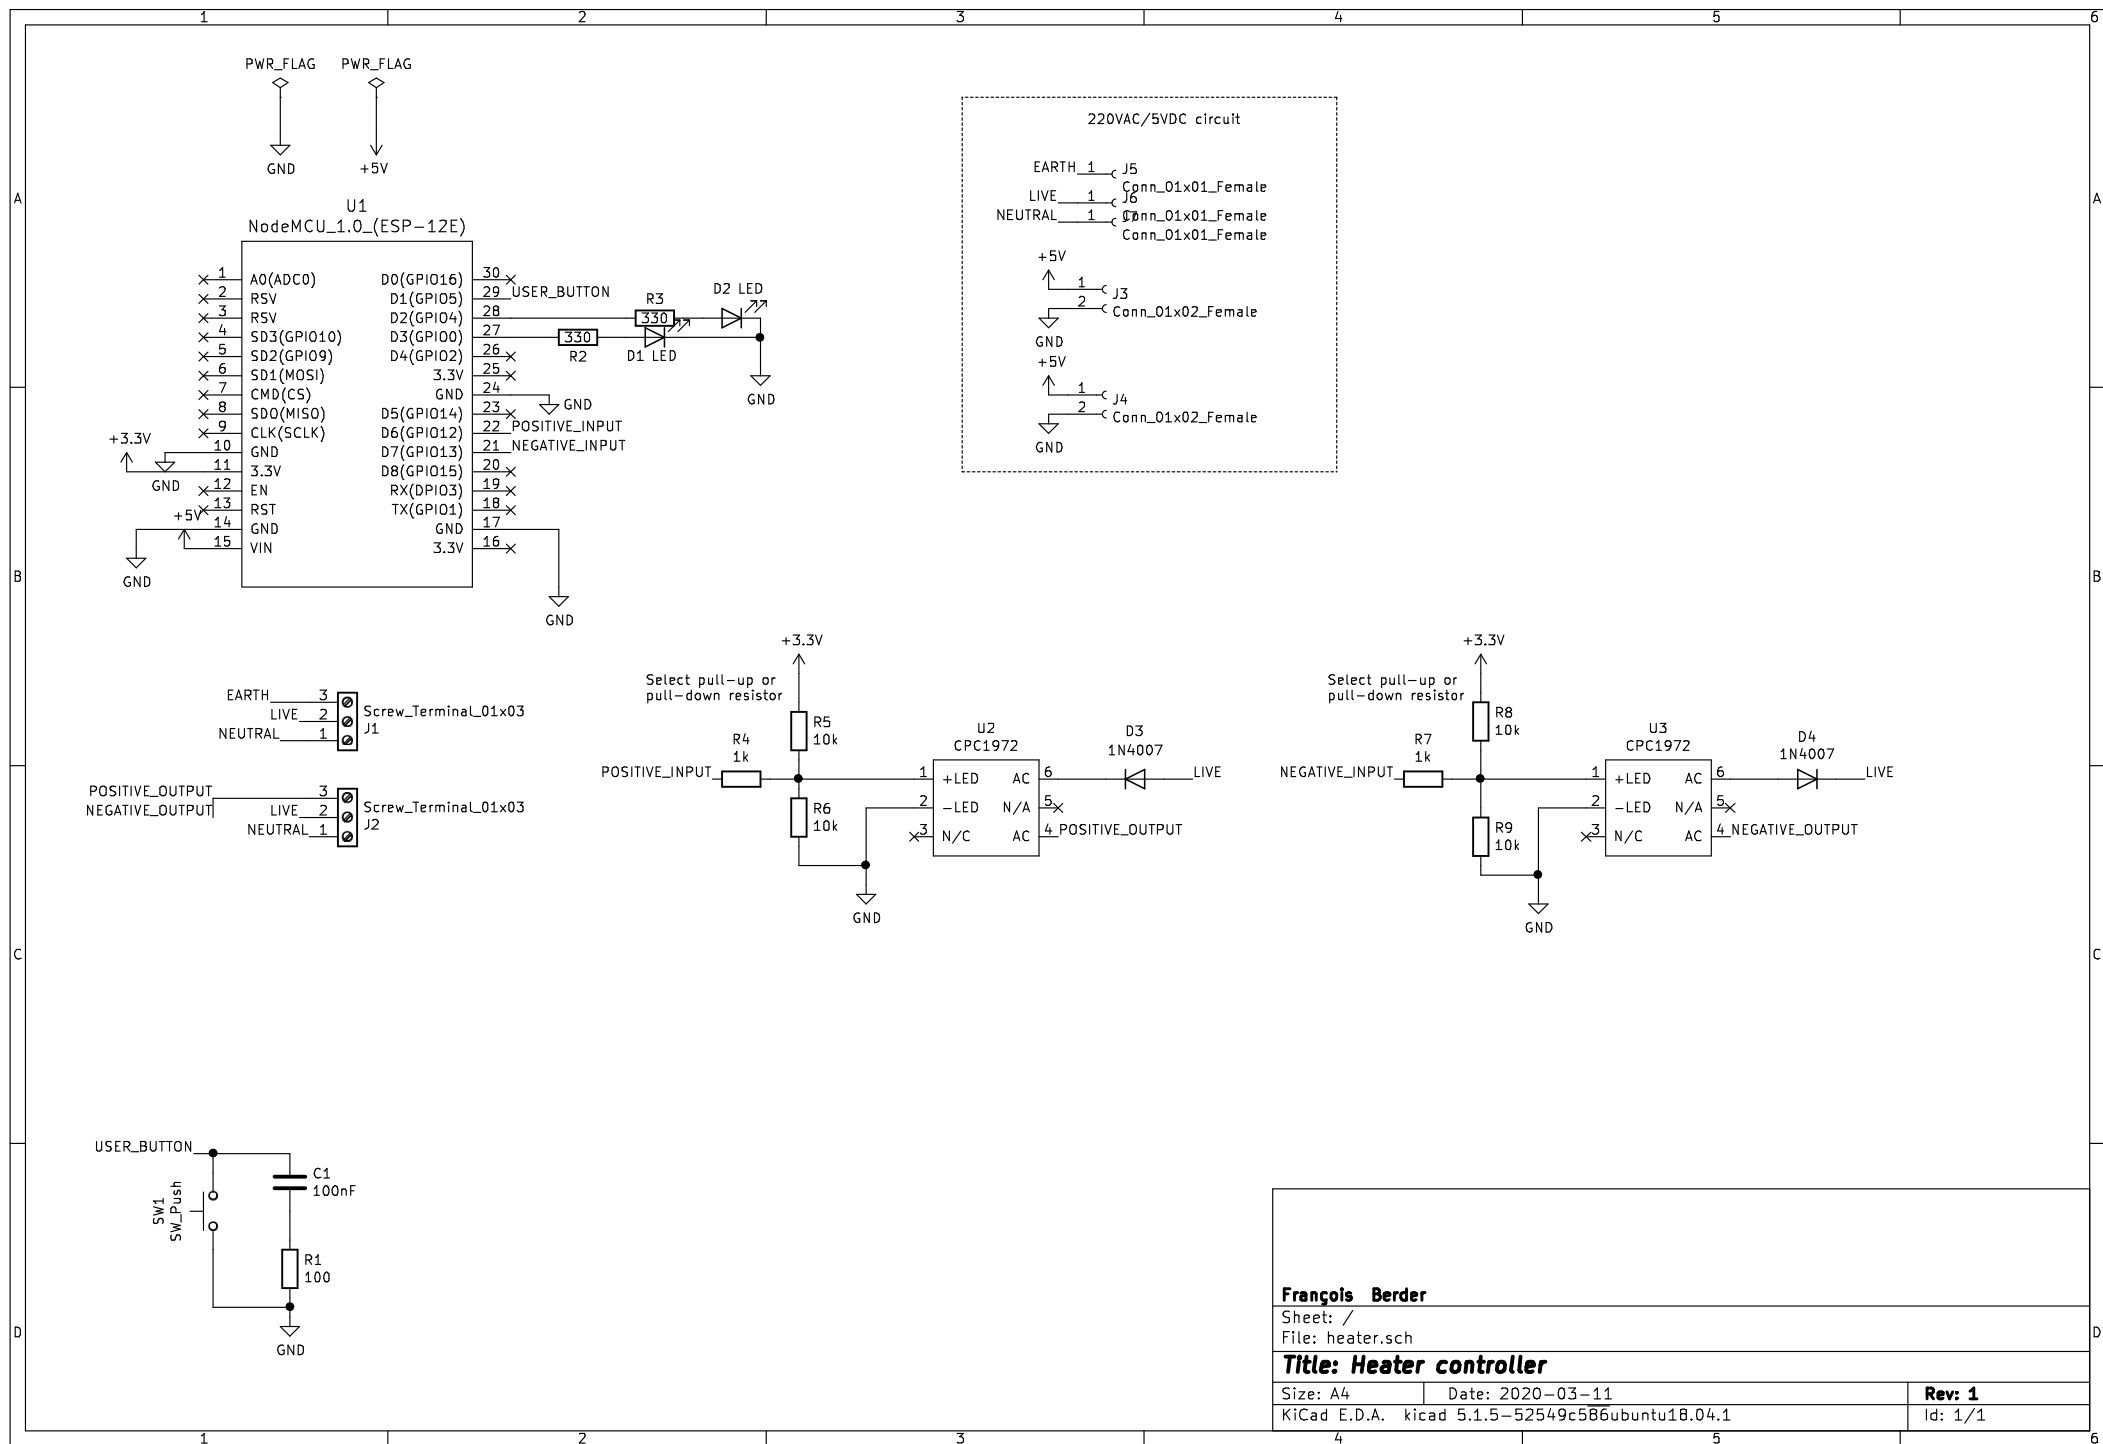 1 2 3 4 5 6
A
B
C
D
PWR_FLAG PWR_FLAG
GND
+5V
U1
NodeMCU_1.0_(ESP-12E)
1 A0(ADC0) D0(GPIO16) 30
2 RSV D1(GPIO5) 29 USER_BUTTON
3 RSV D2(GPIO4) 28
4 SD3(GPIO10) D3(GPIO0) 27
5 SD2(GPIO9) D4(GPIO2) 26
6 SD1(MOSI) 3.3V 25
7 CMD(CS) GND 24
8 SD0(MISO) D5(GPIO14) 23
9 CLK(SCLK) D6(GPIO12) 22 POSITIVE_INPUT
10 GND D7(GPIO13) 21 NEGATIVE_INPUT
11 3.3V D8(GPIO15) 20
12 EN RX(DPIO3) 19
13 RST TX(GPIO1) 18
14 GND GND 17
15 VIN 3.3V 16
+3.3V
GND
+5V
GND
GND
GND
R3
330
D2 LED
330
R2
D1 LED
GND
220VAC/5VDC circuit
EARTH 1 J5
Conn_01x01_Female
LIVE 1 J6
Conn_01x01_Female
NEUTRAL 1 J7
Conn_01x01_Female
+5V
1
2
J3
Conn_01x02_Female
GND
+5V
1
2
J4
Conn_01x02_Female
GND
EARTH 3
LIVE 2
NEUTRAL 1
Screw_Terminal_01x03
J1
POSITIVE_OUTPUT 3
NEGATIVE_OUTPUT
LIVE 2
NEUTRAL 1
Screw_Terminal_01x03
J2
+3.3V
Select pull-up or
pull-down resistor
R5
10k
R4
1k
POSITIVE_INPUT
R6
10k
GND
U2
CPC1972
1 +LED AC 6
2 -LED N/A 5
3 N/C AC 4 POSITIVE_OUTPUT
D3
1N4007
LIVE
+3.3V
Select pull-up or
pull-down resistor
R8
10k
R7
1k
NEGATIVE_INPUT
R9
10k
GND
U3
CPC1972
1 +LED AC 6
2 -LED N/A 5
3 N/C AC 4 NEGATIVE_OUTPUT
D4
1N4007
LIVE
USER_BUTTON
SW1
SW_Push
C1
100nF
R1
100
GND
François Berder
Sheet: /
File: heater.sch
Title: Heater controller
Size: A4 Date: 2020-03-11 Rev: 1
KiCad E.D.A. kicad 5.1.5-52549c586ubuntu18.04.1 Id: 1/1
A
B
C
D
1 2 3 4 5 6